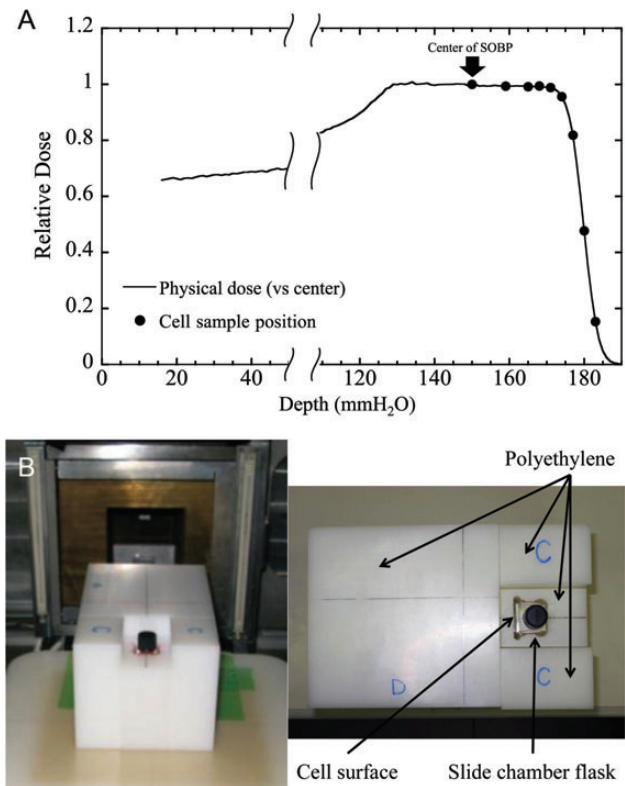 A
1.2
1
0.8
0.6
0.4
0.2
0
Relative Dose
Center of SOBP
Physical dose (vs center)
Cell sample position
0 20 40 120 140 160 180
Depth (mmH₂O)
B
Polyethylene
C
C
D
Cell surface
Slide chamber flask